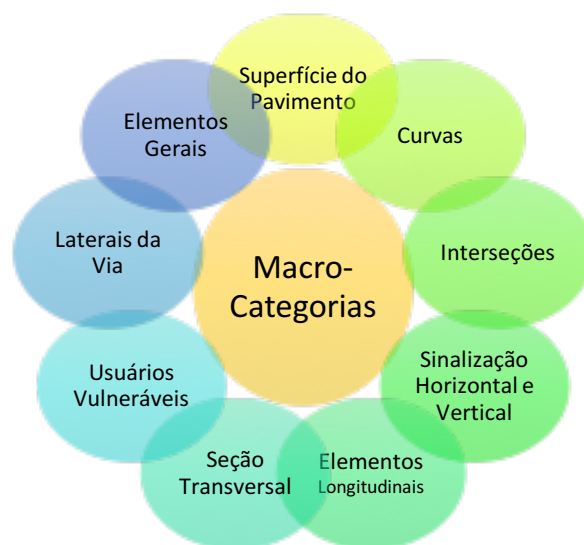 Superfície do
Pavimento
Curvas
Interseções
Sinalização
Horizontal e
Vertical
Elementos
Longitudinais
Seção
Transversal
Usuários
Vulneráveis
Laterais da
Via
Elementos
Gerais
Macro-
Categorias